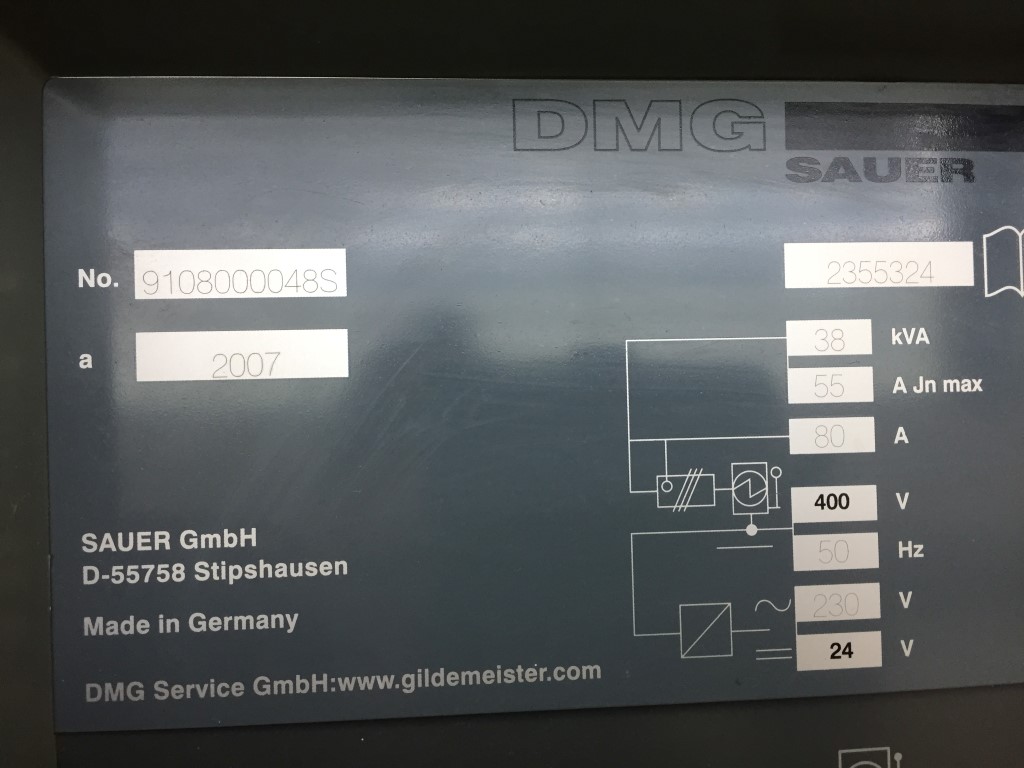 DMG
SAUER
No. 9108000048S
2355324
a 2007
38 kVA
55 A Jn max
80 A
400 V
50 Hz
230 V
24 V
SAUER GmbH
D-55758 Stipshausen
Made in Germany
DMG Service GmbH:www.gildemeister.com